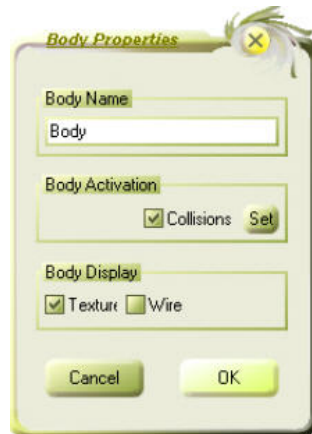 Body Properties
Body Name
Body
Body Activation
Collisions Set
Body Display
Texture Wire
Cancel OK